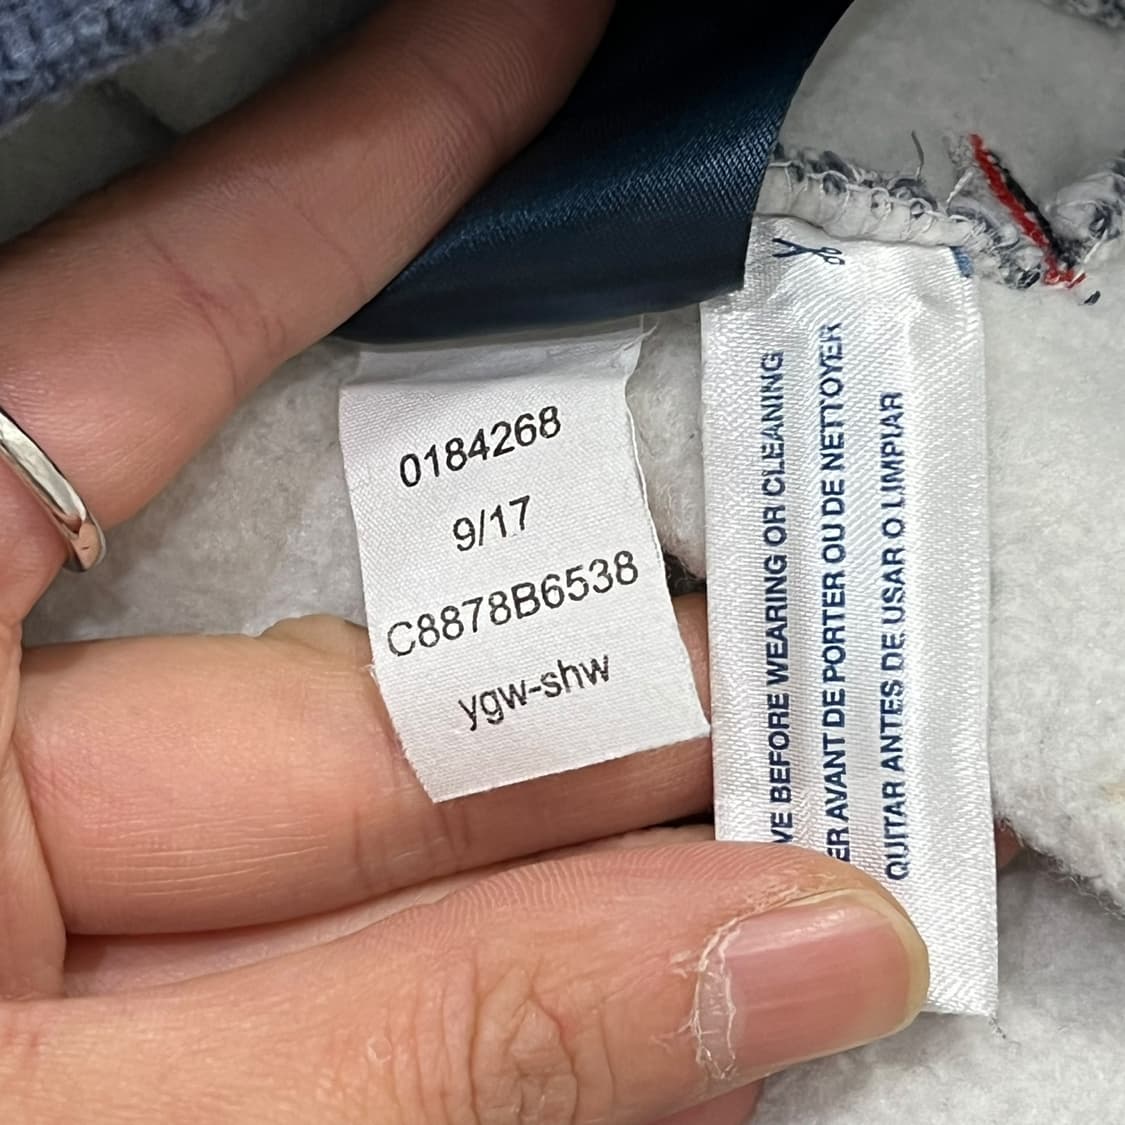 0184268
9/17
C8878B6538
ygw-shw
VE BEFORE WEARING OR CLEANING
ER AVANT DE PORTER OU DE NETTOYER
QUITAR ANTES DE USAR O LIMPIAR